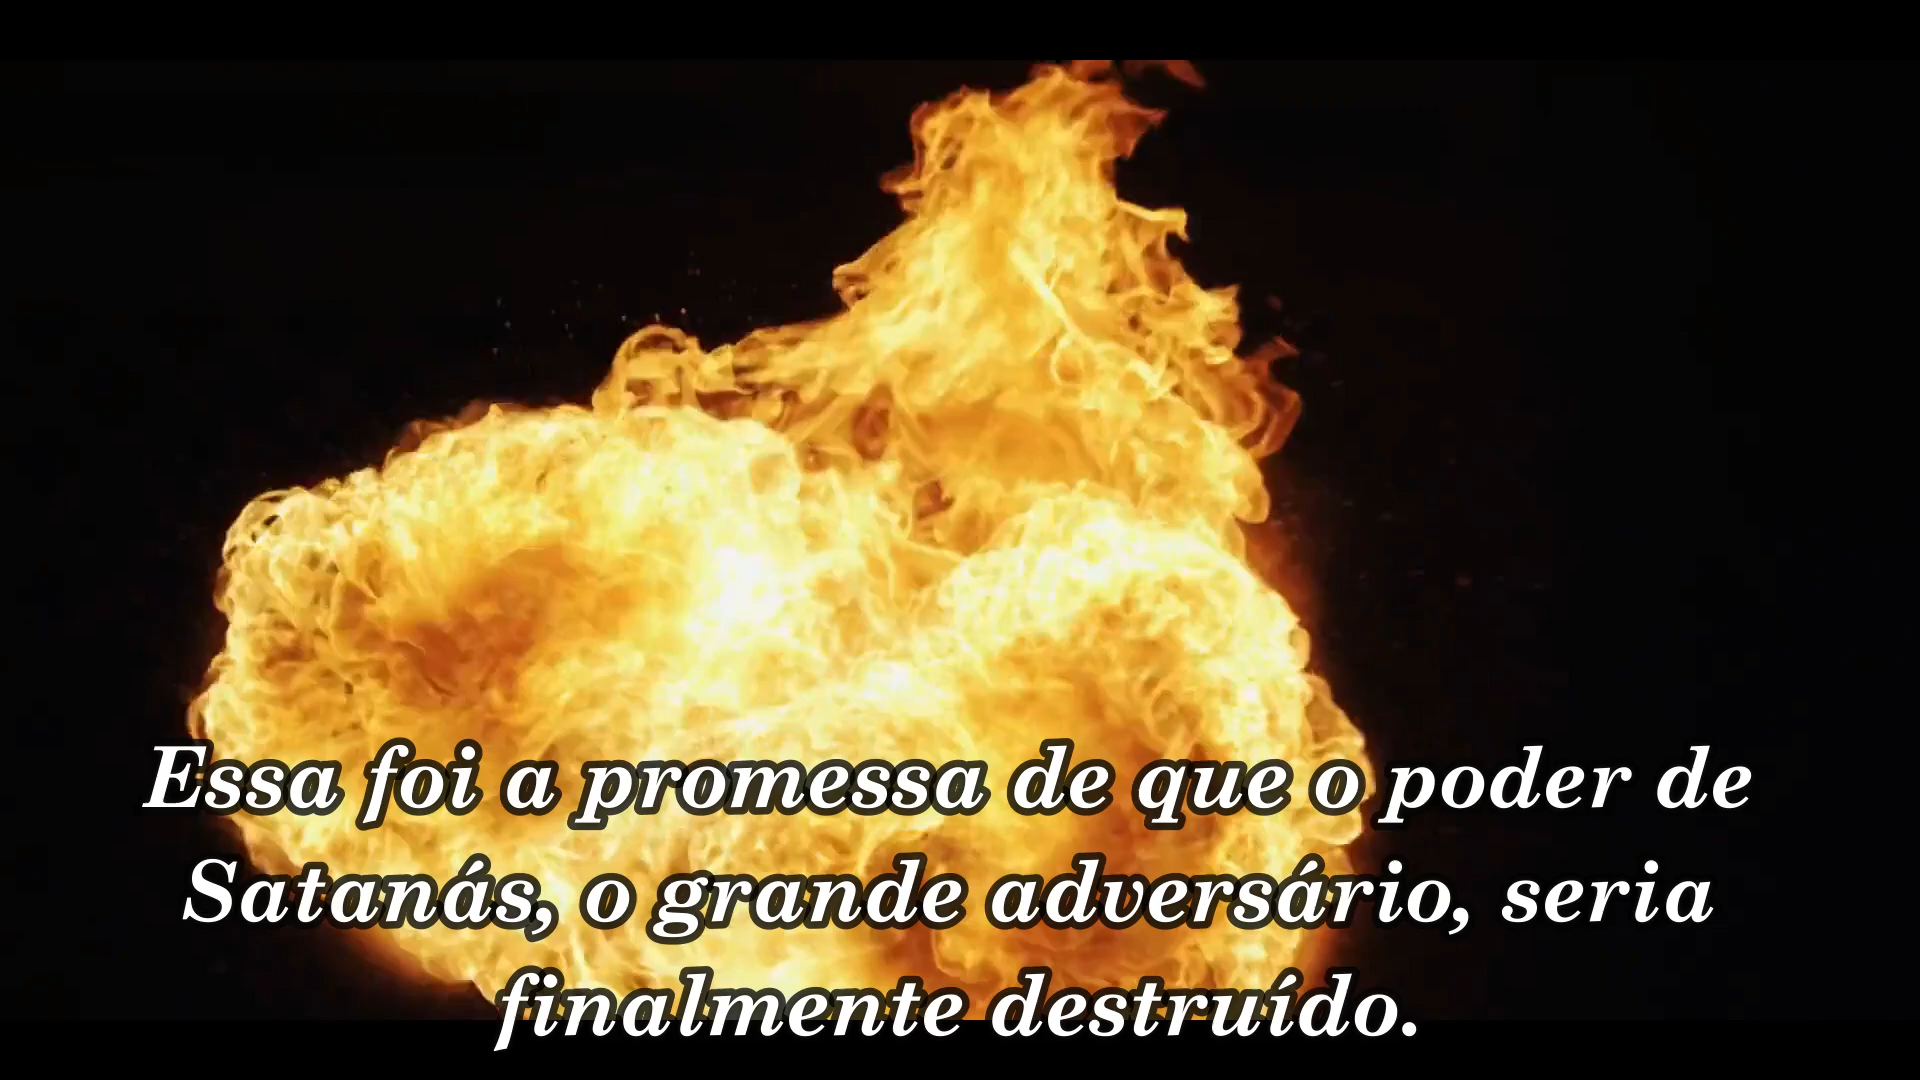 Essa foi a promessa de que o poder de
Satanás, o grande adversário, seria
finalmente destruído.